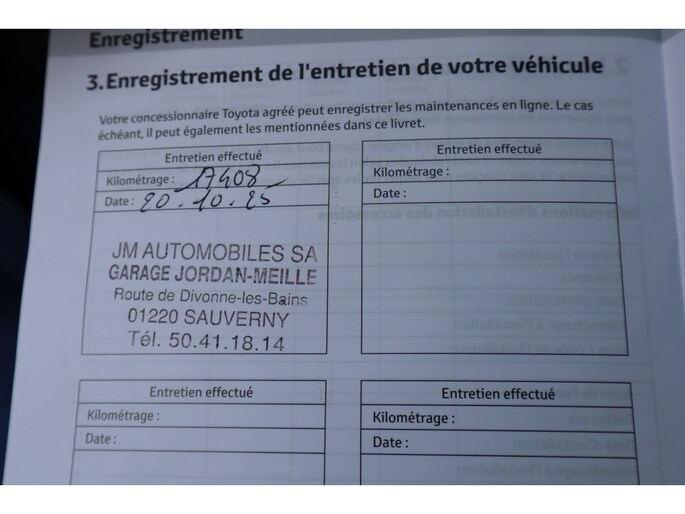 Enregistrement
3. Enregistrement de l'entretien de votre véhicule
Votre concessionnaire Toyota agréé peut enregistrer les maintenances en ligne. Le cas
échéant, il peut également les mentionnées dans ce livret.
Entretien effectué
Kilométrage : 17408
Date : 20.10.25
JM AUTOMOBILES SA
GARAGE JORDAN-MEILLE
Route de Divonne-les-Bains
01220 SAUVERNY
Tél. 50.41.18.14
Entretien effectué
Kilométrage :
Date :
Entretien effectué
Kilométrage :
Date :
Entretien effectué
Kilométrage :
Date :